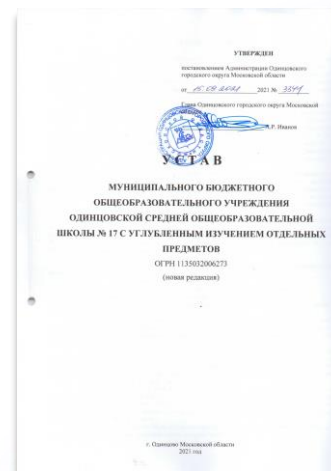 УТВЕРЖДЕН
постановлением Администрации Одинцовского
городского округа Московской области
от 15.09.2021 2021 № 3341
Глава Одинцовского городского округа Московской
Иванов
УСТАВ
МУНИЦИПАЛЬНОГО БЮДЖЕТНОГО
ОБЩЕОБРАЗОВАТЕЛЬНОГО УЧРЕЖДЕНИЯ
ОДИНЦОВСКОЙ СРЕДНЕЙ ОБЩЕОБРАЗОВАТЕЛЬНОЙ
ШКОЛЫ № 17 С УГЛУБЛЕННЫМ ИЗУЧЕНИЕМ ОТДЕЛЬНЫХ
ПРЕДМЕТОВ
ОГРН 1135032006273
(новая редакция)
г. Одинцово Московской области
2021 год